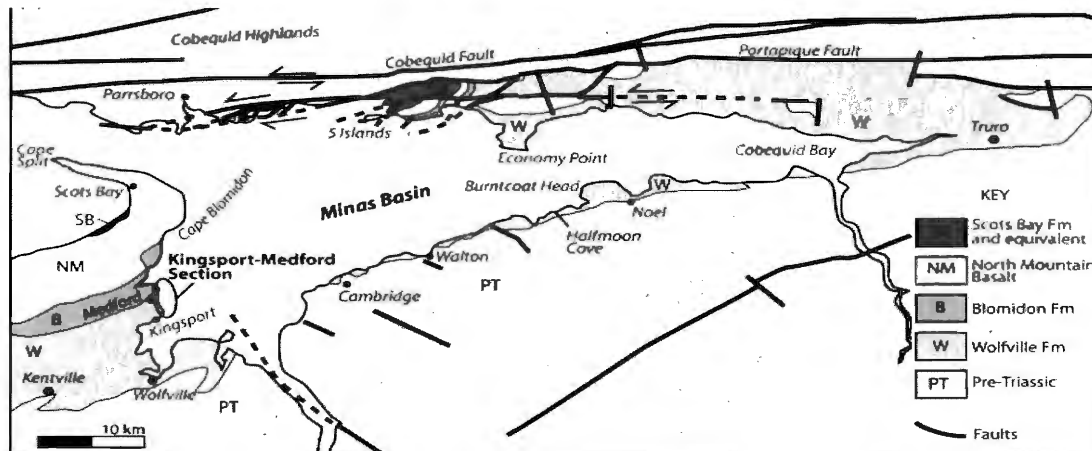 Cobequid Highlands
Cobequid Fault
Portapique Fault
Parrsboro
5 Islands
W
W
Truro
Economy Point
Cobequid Bay
Cape
Split
Scots Bay
SB
Cape Blomidon
Minas Basin
Burntcoat Head
W
Noel
Halfmoon
Cove
NM
Kingsport-Medford
Section
Walton
PT
Cambridge
B
Medford
Kingsport
W
Kentville
Wolfville
PT
10 km
KEY
Scots Bay Fm
and equivalent
NM
North Mountain
Basalt
B
Blomidon Fm
W
Wolfville Fm
PT
Pre-Triassic
Faults